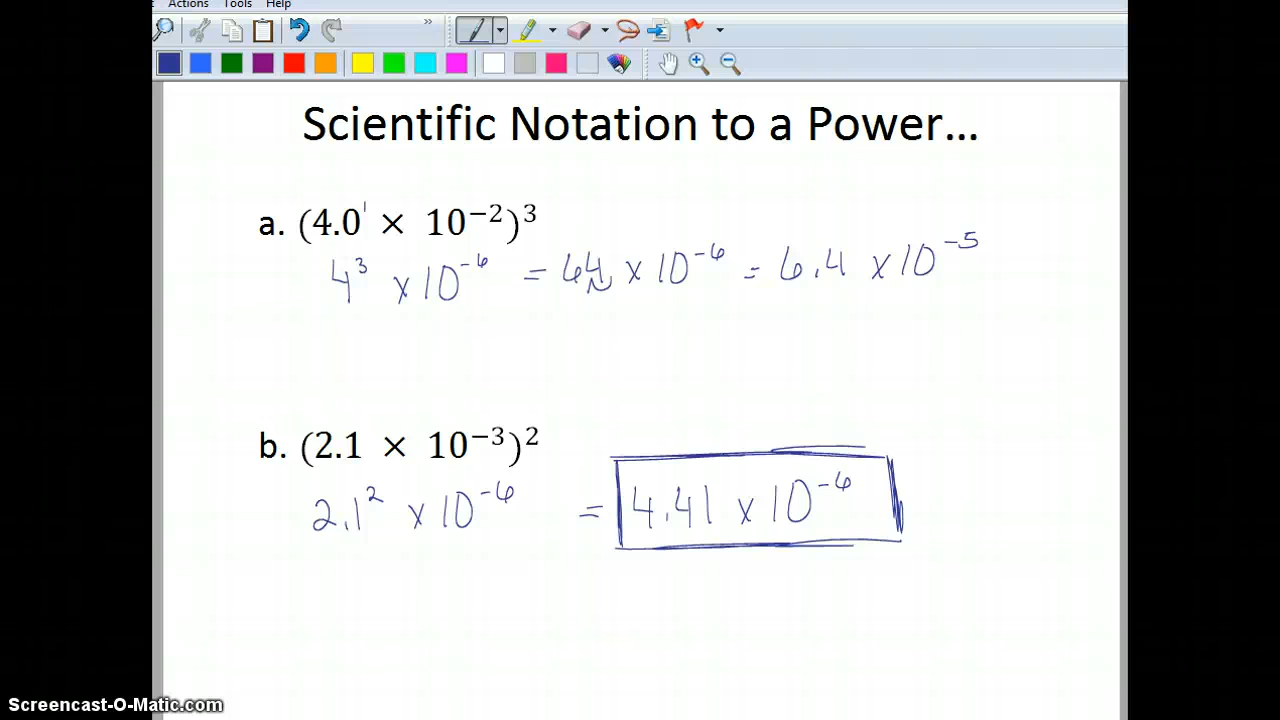 Actions Tools Help
Scientific Notation to a Power...
a. (4.0¹ × 10⁻²)³
4³ x 10⁻⁶ = 64 x 10⁻⁶ = 6.4 x 10⁻⁵
b. (2.1 × 10⁻³)²
2.1² x 10⁻⁶ = 4.41 x 10⁻⁶
Screencast-O-Matic.com